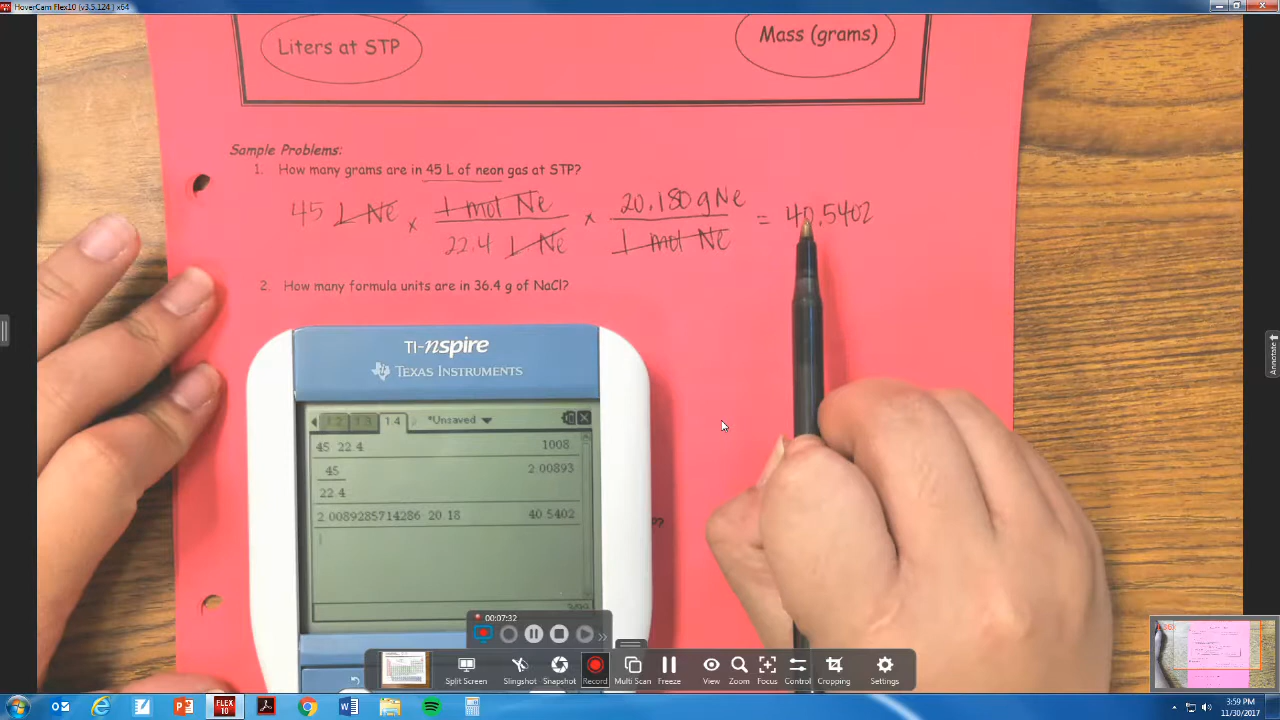 HoverCam Flex10 (v3.5.124 ) x64
Liters at STP
Mass (grams)
Sample Problems:
1. How many grams are in 45 L of neon gas at STP?
45 L Ne x 1 mol Ne / 22.4 L Ne x 20.180 g Ne / 1 mol Ne = 40.5402
2. How many formula units are in 36.4 g of NaCl?
TI-nspire
TEXAS INSTRUMENTS
1.4 *Unsaved
45 22.4 1008
45
22.4
2.00893
2.0089285714286 20.18 40.5402
Annotate
00:07:32
Split Screen
Slingshot
Snapshot
Record
Multi Scan
Freeze
View
Zoom
Focus
Control
Cropping
Settings
3:59 PM
11/30/2017